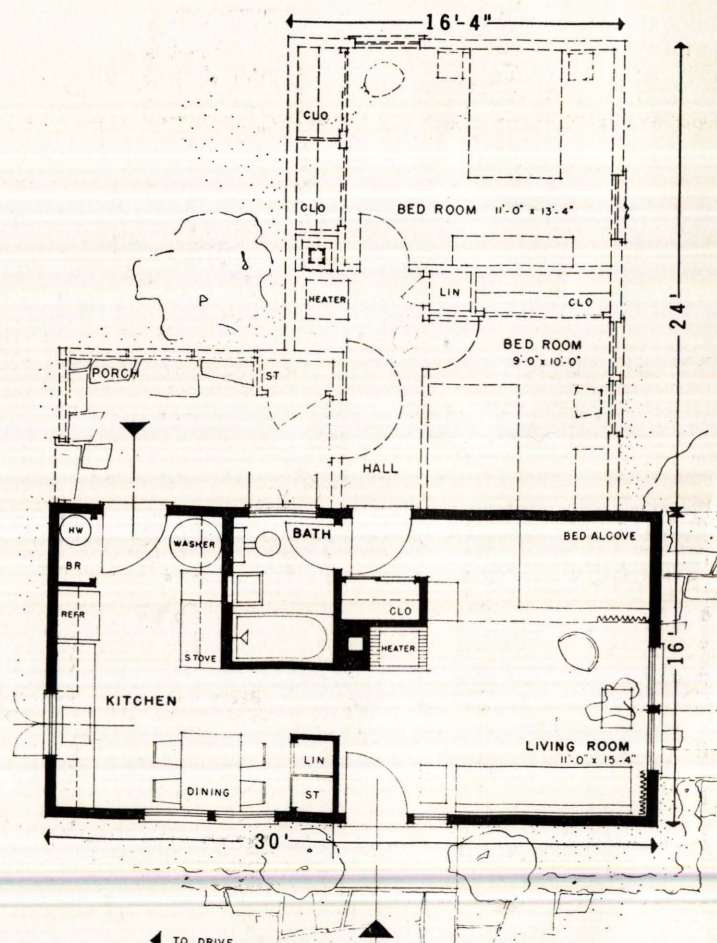 16'-4"
CLO
CLO
BED ROOM 11'-0" x 13'-4"
HEATER
LIN
CLO
24'
BED ROOM
9'-0" x 10'-0"
PORCH
ST
HALL
HW
BR
WASHER
BATH
BED ALCOVE
REFR
STOVE
CLO
HEATER
16'
KITCHEN
LIVING ROOM
11'-0" x 15'-4"
LIN
DINING
ST
30'
TO DRIVE